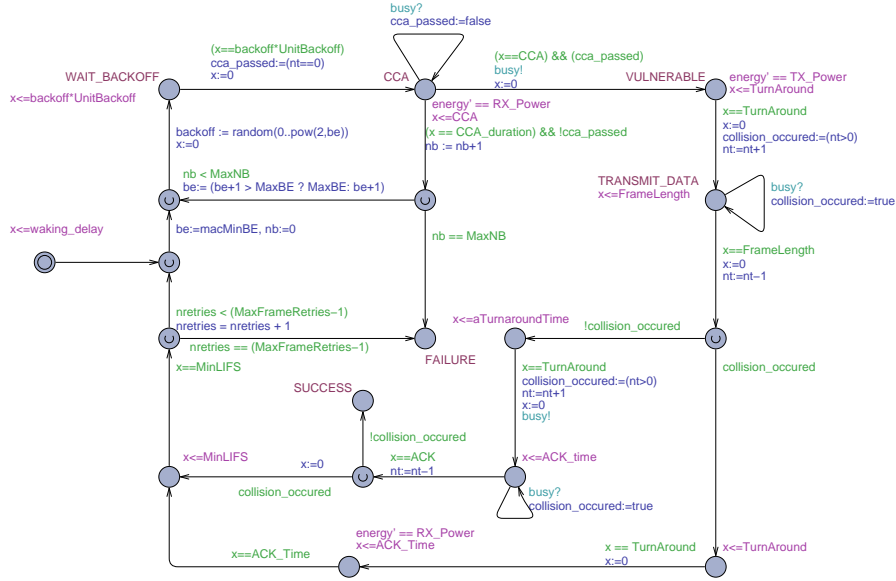 busy?
cca_passed:=false
(x==backoff*UnitBackoff)
cca_passed:=(nt==0)
x:=0
WAIT_BACKOFF
x<=backoff*UnitBackoff
CCA
(x==CCA) && (cca_passed)
busy!
x:=0
VULNERABLE
energy' == TX_Power
x<=TurnAround
energy' == RX_Power
x<=CCA
(x == CCA_duration) && !cca_passed
nb := nb+1
x==TurnAround
x:=0
collision_occured:=(nt>0)
nt:=nt+1
backoff := random(0..pow(2,be))
x:=0
nb < MaxNB
be:= (be+1 > MaxBE ? MaxBE: be+1)
TRANSMIT_DATA
x<=FrameLength
busy?
collision_occured:=true
x<=waking_delay
be:=macMinBE, nb:=0
nb == MaxNB
x==FrameLength
x:=0
nt:=nt-1
nretries < (MaxFrameRetries-1)
nretries = nretries + 1
nretries == (MaxFrameRetries-1)
FAILURE
x<=aTurnaroundTime
!collision_occured
x==MinLIFS
x==TurnAround
collision_occured:=(nt>0)
nt:=nt+1
x:=0
busy!
collision_occured
SUCCESS
!collision_occured
x<=MinLIFS
x:=0
collision_occured
x==ACK
nt:=nt-1
x<=ACK_time
busy?
collision_occured:=true
energy' == RX_Power
x<=ACK_Time
x==ACK_Time
x == TurnAround
x:=0
x<=TurnAround